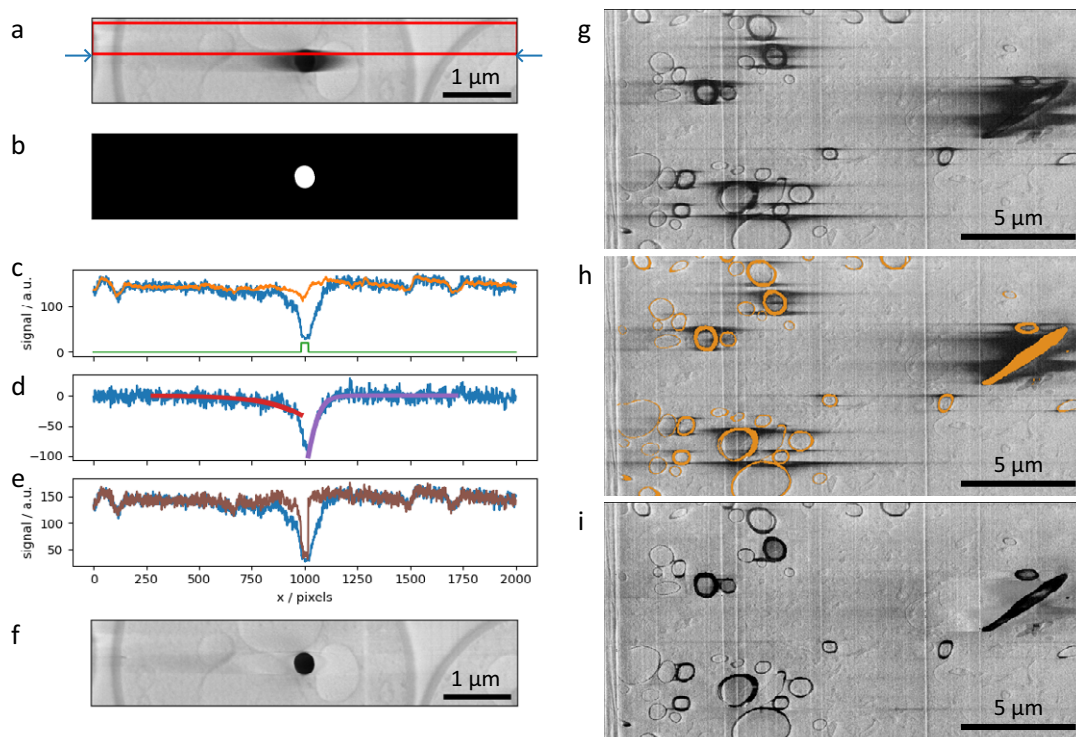 a
1 µm
b
c
signal / a.u.
100
0
d
0
−50
−100
e
signal / a.u.
150
100
50
0
250
500
750
1000
1250
1500
1750
2000
x / pixels
f
1 µm
g
5 µm
h
5 µm
i
5 µm